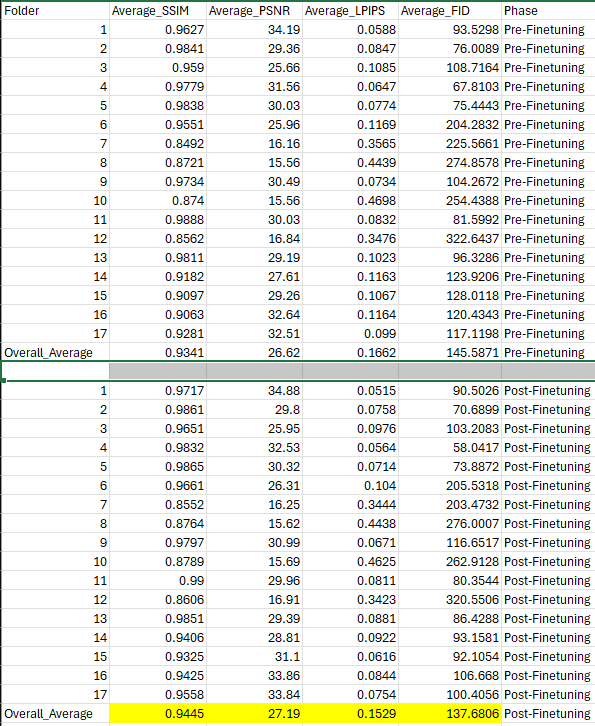 Folder Average_SSIM Average_PSNR Average_LPIPS Average_FID Phase
1 0.9627 34.19 0.0588 93.5298 Pre-Finetuning
2 0.9841 29.36 0.0847 76.0089 Pre-Finetuning
3 0.959 25.66 0.1085 108.7164 Pre-Finetuning
4 0.9779 31.56 0.0647 67.8103 Pre-Finetuning
5 0.9838 30.03 0.0774 75.4443 Pre-Finetuning
6 0.9551 25.96 0.1169 204.2832 Pre-Finetuning
7 0.8492 16.16 0.3565 225.5661 Pre-Finetuning
8 0.8721 15.56 0.4439 274.8578 Pre-Finetuning
9 0.9734 30.49 0.0734 104.2672 Pre-Finetuning
10 0.874 15.56 0.4698 254.4388 Pre-Finetuning
11 0.9888 30.03 0.0832 81.5992 Pre-Finetuning
12 0.8562 16.84 0.3476 322.6437 Pre-Finetuning
13 0.9811 29.19 0.1023 96.3286 Pre-Finetuning
14 0.9182 27.61 0.1163 123.9206 Pre-Finetuning
15 0.9097 29.26 0.1067 128.0118 Pre-Finetuning
16 0.9063 32.64 0.1164 120.4343 Pre-Finetuning
17 0.9281 32.51 0.099 117.1198 Pre-Finetuning
Overall_Average 0.9341 26.62 0.1662 145.5871 Pre-Finetuning
1 0.9717 34.88 0.0515 90.5026 Post-Finetuning
2 0.9861 29.8 0.0758 70.6899 Post-Finetuning
3 0.9651 25.95 0.0976 103.2083 Post-Finetuning
4 0.9832 32.53 0.0564 58.0417 Post-Finetuning
5 0.9865 30.32 0.0714 73.8872 Post-Finetuning
6 0.9661 26.31 0.104 205.5318 Post-Finetuning
7 0.8552 16.25 0.3444 203.4732 Post-Finetuning
8 0.8764 15.62 0.4438 276.0007 Post-Finetuning
9 0.9797 30.99 0.0671 116.6517 Post-Finetuning
10 0.8789 15.69 0.4625 262.9128 Post-Finetuning
11 0.99 29.96 0.0811 80.3544 Post-Finetuning
12 0.8606 16.91 0.3423 320.5506 Post-Finetuning
13 0.9851 29.39 0.0881 86.4288 Post-Finetuning
14 0.9406 28.81 0.0922 93.1581 Post-Finetuning
15 0.9325 31.1 0.0616 92.1054 Post-Finetuning
16 0.9425 33.86 0.0844 106.668 Post-Finetuning
17 0.9558 33.84 0.0754 100.4056 Post-Finetuning
Overall_Average 0.9445 27.19 0.1529 137.6806 Post-Finetuning